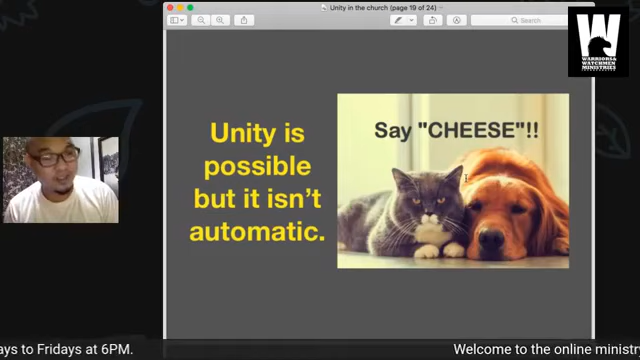 Unity in the church (page 19 of 24)
Search
WARRIORS &
WATCHMEN
MINISTRIES
Unity is
possible
but it isn't
automatic.
Say "CHEESE"!!
ays to Fridays at 6PM.
Welcome to the online ministr